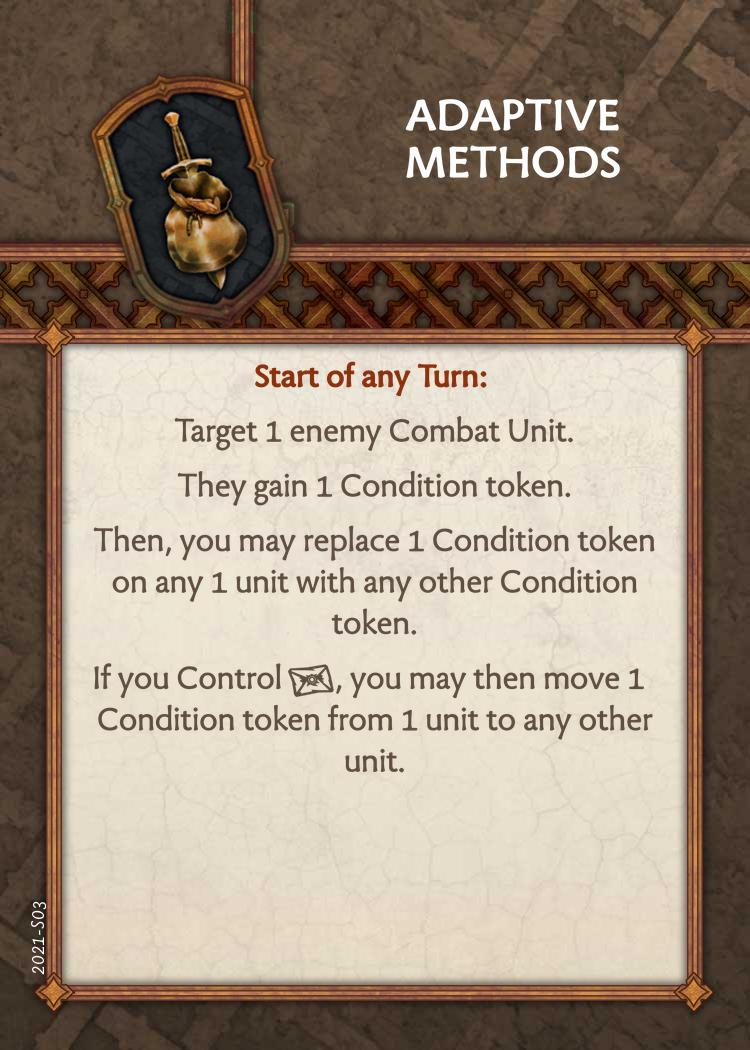 ADAPTIVE
METHODS
Start of any Turn:
Target 1 enemy Combat Unit.
They gain 1 Condition token.
Then, you may replace 1 Condition token
on any 1 unit with any other Condition
token.
If you Control , you may then move 1
Condition token from 1 unit to any other
unit.
2021-S03